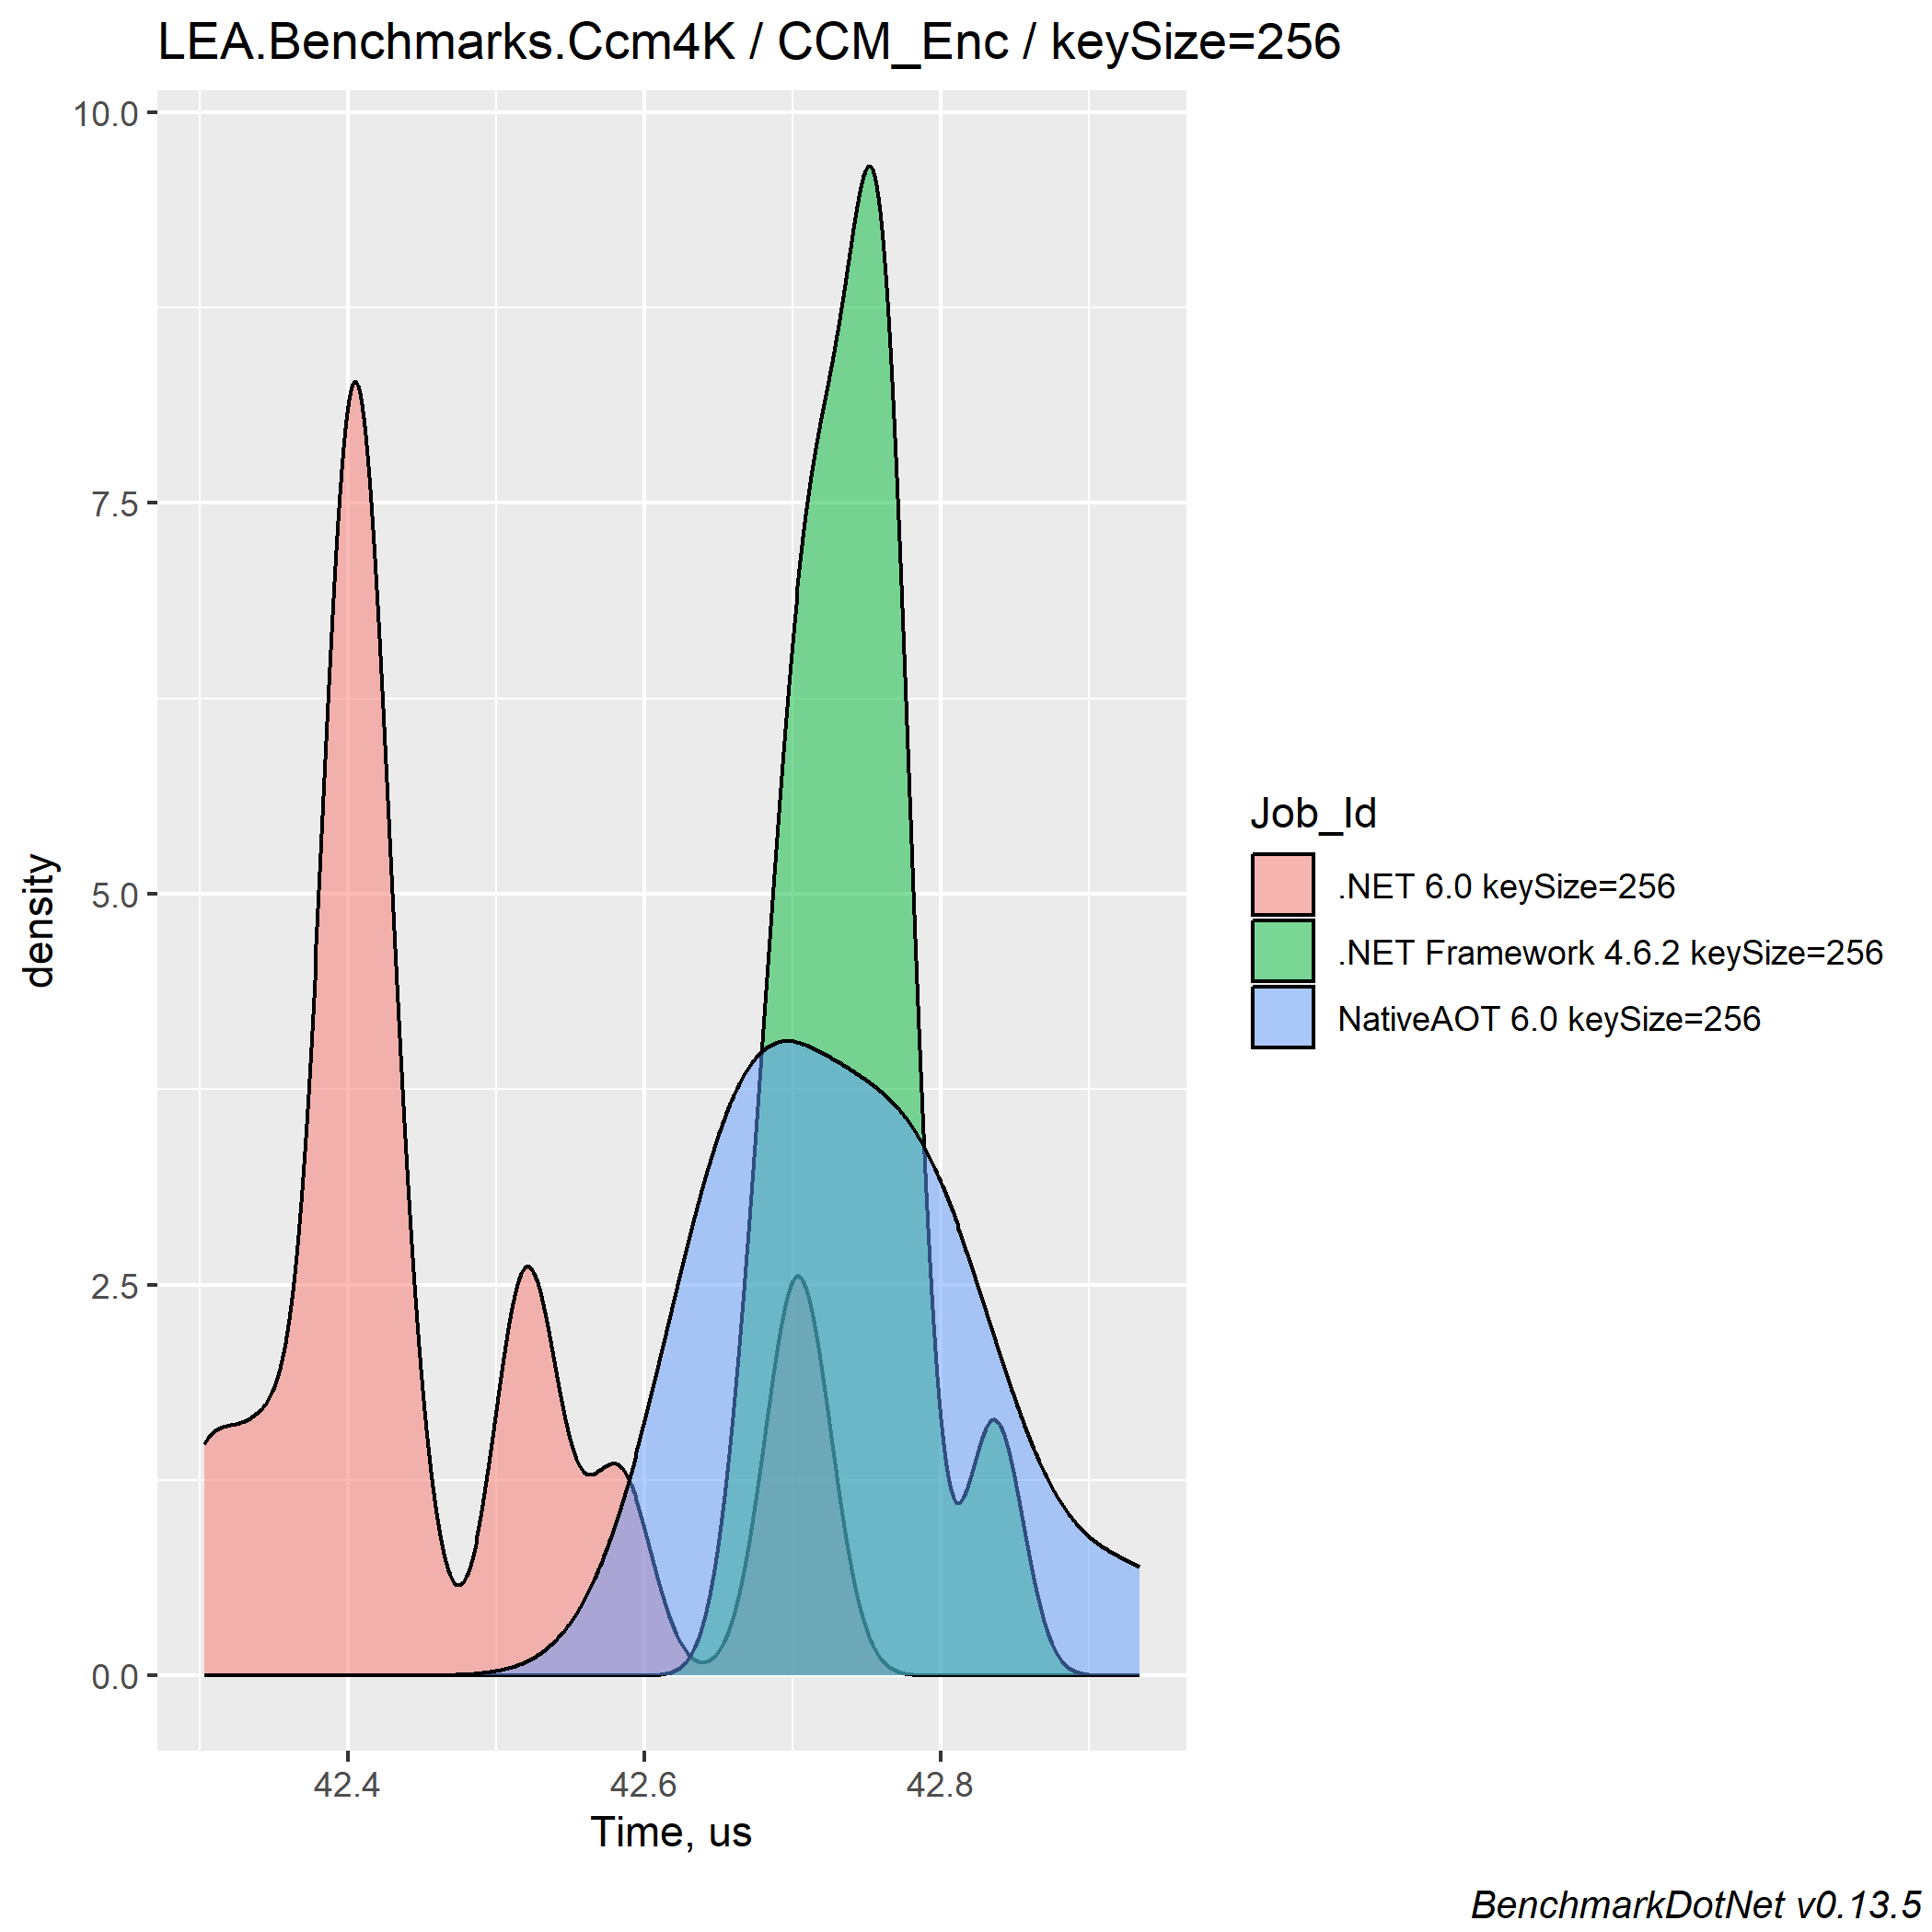 LEA.Benchmarks.Ccm4K / CCM_Enc / keySize=256
10.0
7.5
5.0
2.5
0.0
density
42.4
42.6
42.8
Time, us
Job_Id
.NET 6.0 keySize=256
.NET Framework 4.6.2 keySize=256
NativeAOT 6.0 keySize=256
BenchmarkDotNet v0.13.5